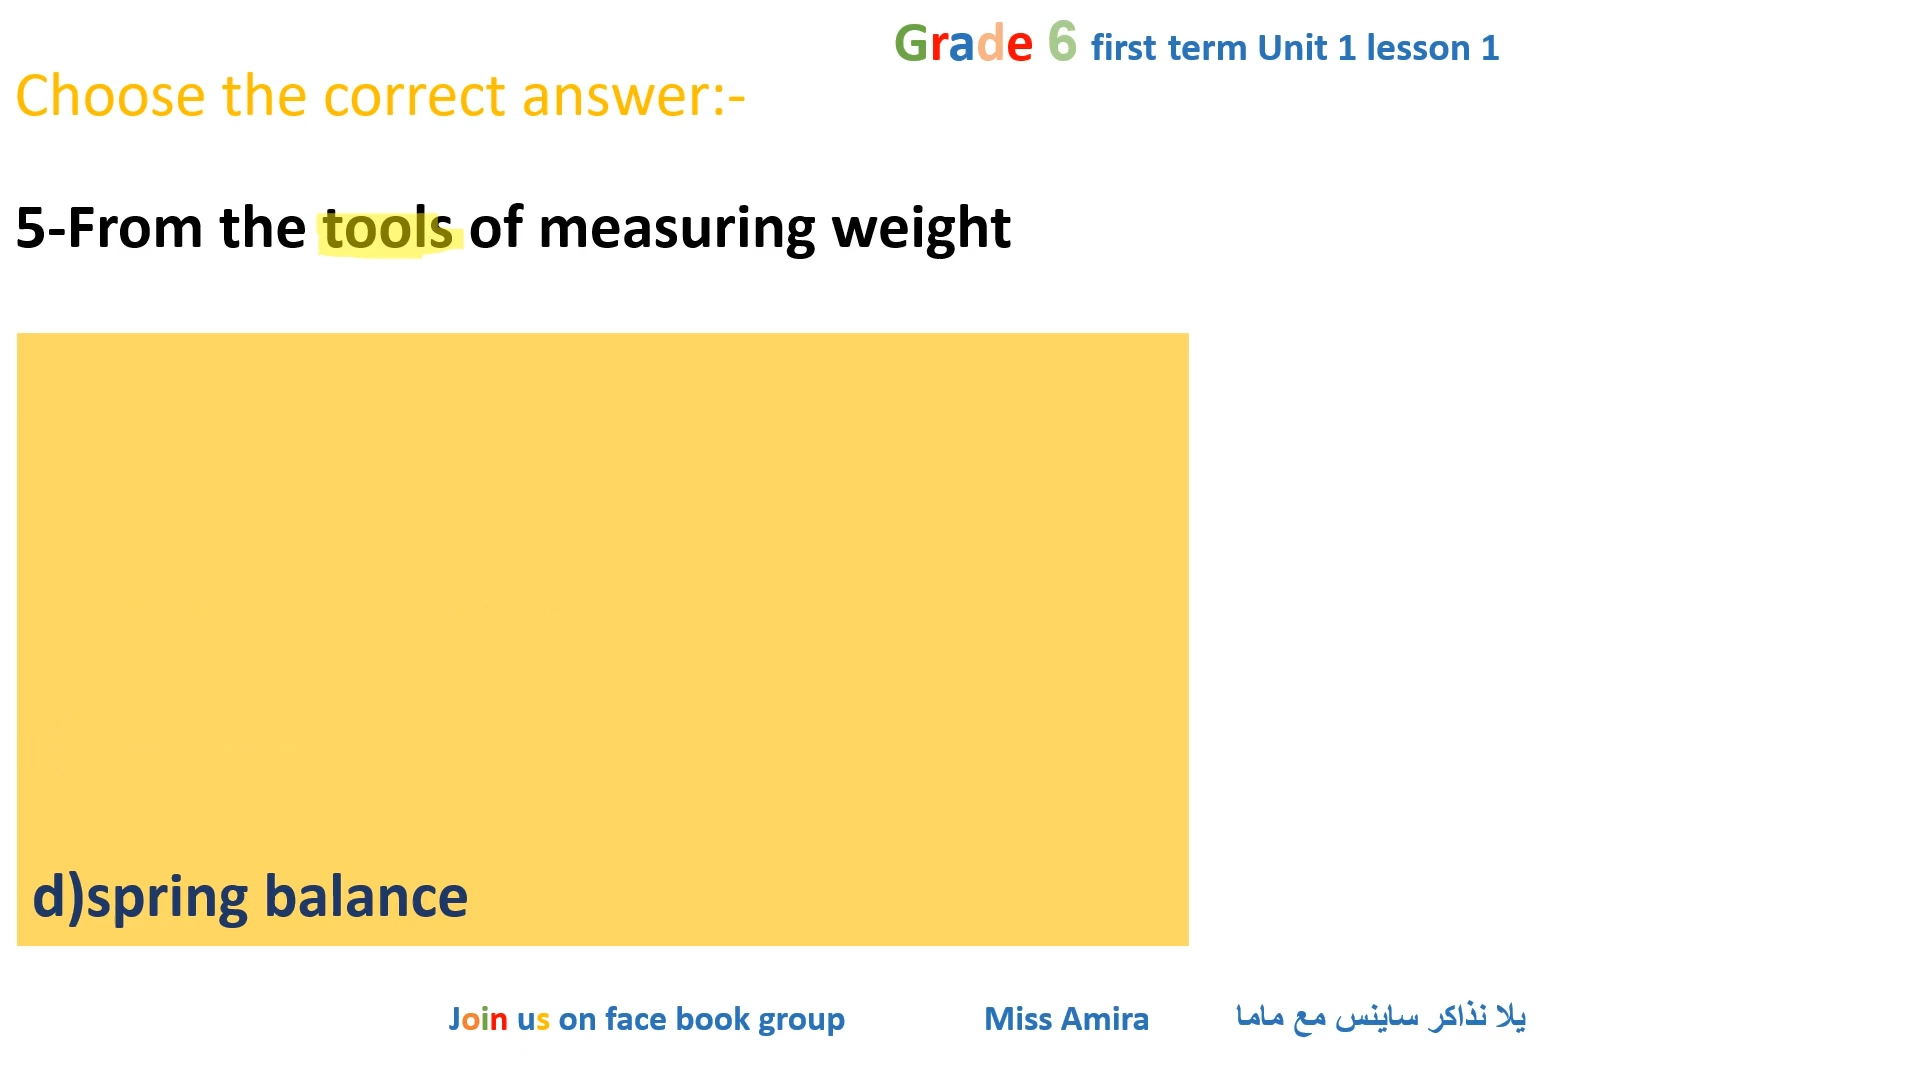 Grade 6 first term Unit 1 lesson 1
Choose the correct answer:-
5-From the tools of measuring weight
d)spring balance
Join us on face book group Miss Amira يلا نذاكر ساينس مع ماما